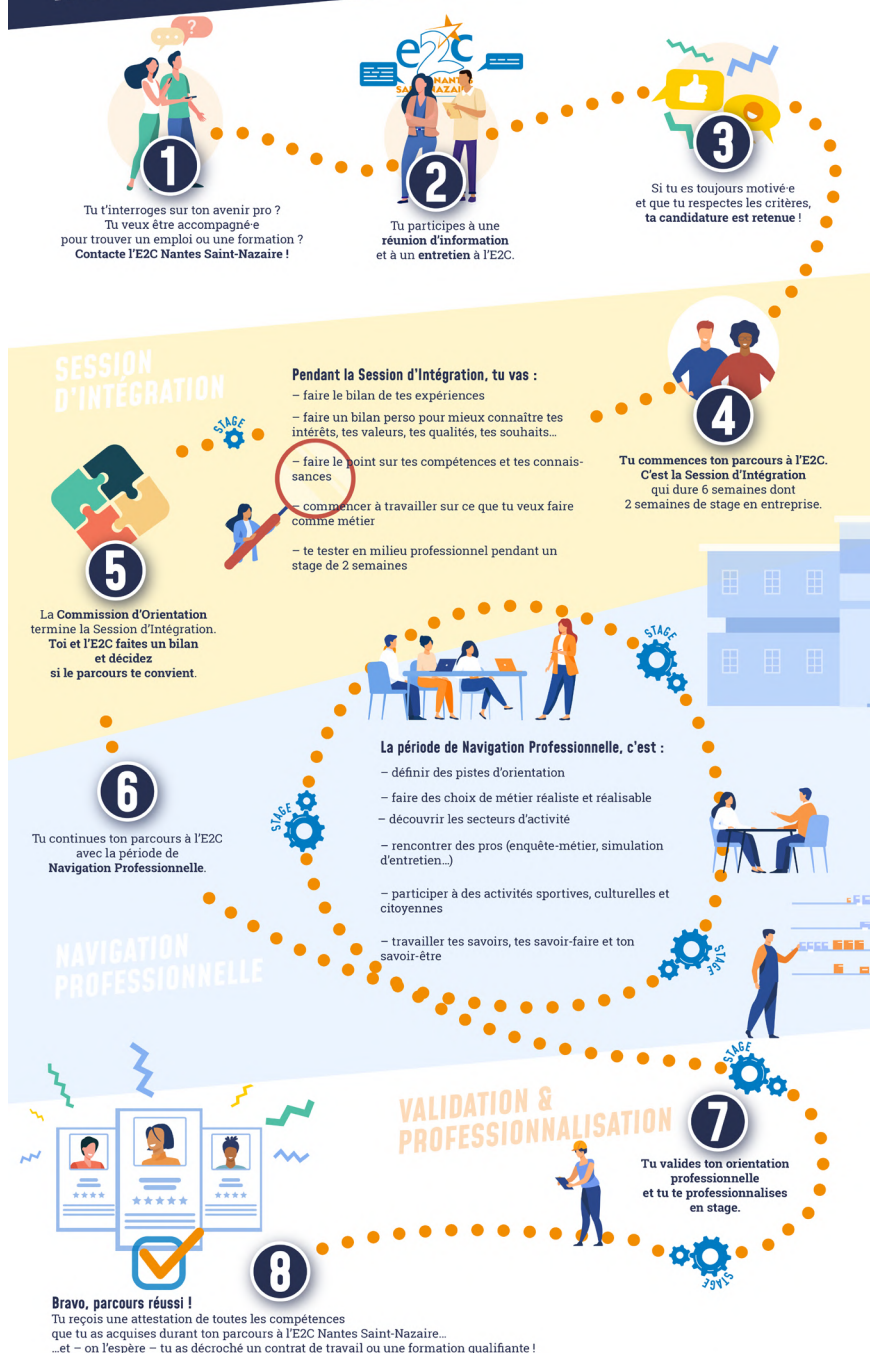 ?
e2c
NANTES
SAINT-NAZAIRE
1
Tu t'interroges sur ton avenir pro ?
Tu veux être accompagné·e
pour trouver un emploi ou une formation ?
Contacte l'E2C Nantes Saint-Nazaire !
2
Tu participes à une
réunion d'information
et à un entretien à l'E2C.
3
Si tu es toujours motivé·e
et que tu respectes les critères,
ta candidature est retenue !
SESSION
D'INTÉGRATION
4
Tu commences ton parcours à l'E2C.
C'est la Session d'Intégration
qui dure 6 semaines dont
2 semaines de stage en entreprise.
Pendant la Session d'Intégration, tu vas :
– faire le bilan de tes expériences
– faire un bilan perso pour mieux connaître tes
intérêts, tes valeurs, tes qualités, tes souhaits…
– faire le point sur tes compétences et tes connais-
sances
– commencer à travailler sur ce que tu veux faire
comme métier
– te tester en milieu professionnel pendant un
stage de 2 semaines
STAGE
5
La Commission d'Orientation
termine la Session d'Intégration.
Toi et l'E2C faites un bilan
et décidez
si le parcours te convient.
6
Tu continues ton parcours à l'E2C
avec la période de
Navigation Professionnelle.
NAVIGATION
PROFESSIONNELLE
STAGE
La période de Navigation Professionnelle, c'est :
– définir des pistes d'orientation
– faire des choix de métier réaliste et réalisable
– découvrir les secteurs d'activité
– rencontrer des pros (enquête-métier, simulation
d'entretien…)
– participer à des activités sportives, culturelles et
citoyennes
– travailler tes savoirs, tes savoir-faire et ton
savoir-être
STAGE
STAGE
STAGE
VALIDATION &
PROFESSIONNALISATION
7
Tu valides ton orientation
professionnelle
et tu te professionnalises
en stage.
STAGE
8
Bravo, parcours réussi !
Tu reçois une attestation de toutes les compétences
que tu as acquises durant ton parcours à l'E2C Nantes Saint-Nazaire…
…et – on l'espère – tu as décroché un contrat de travail ou une formation qualifiante !